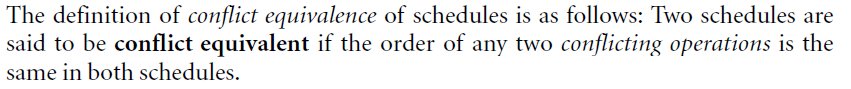 The definition of conflict equivalence of schedules is as follows: Two schedules are
said to be conflict equivalent if the order of any two conflicting operations is the
same in both schedules.